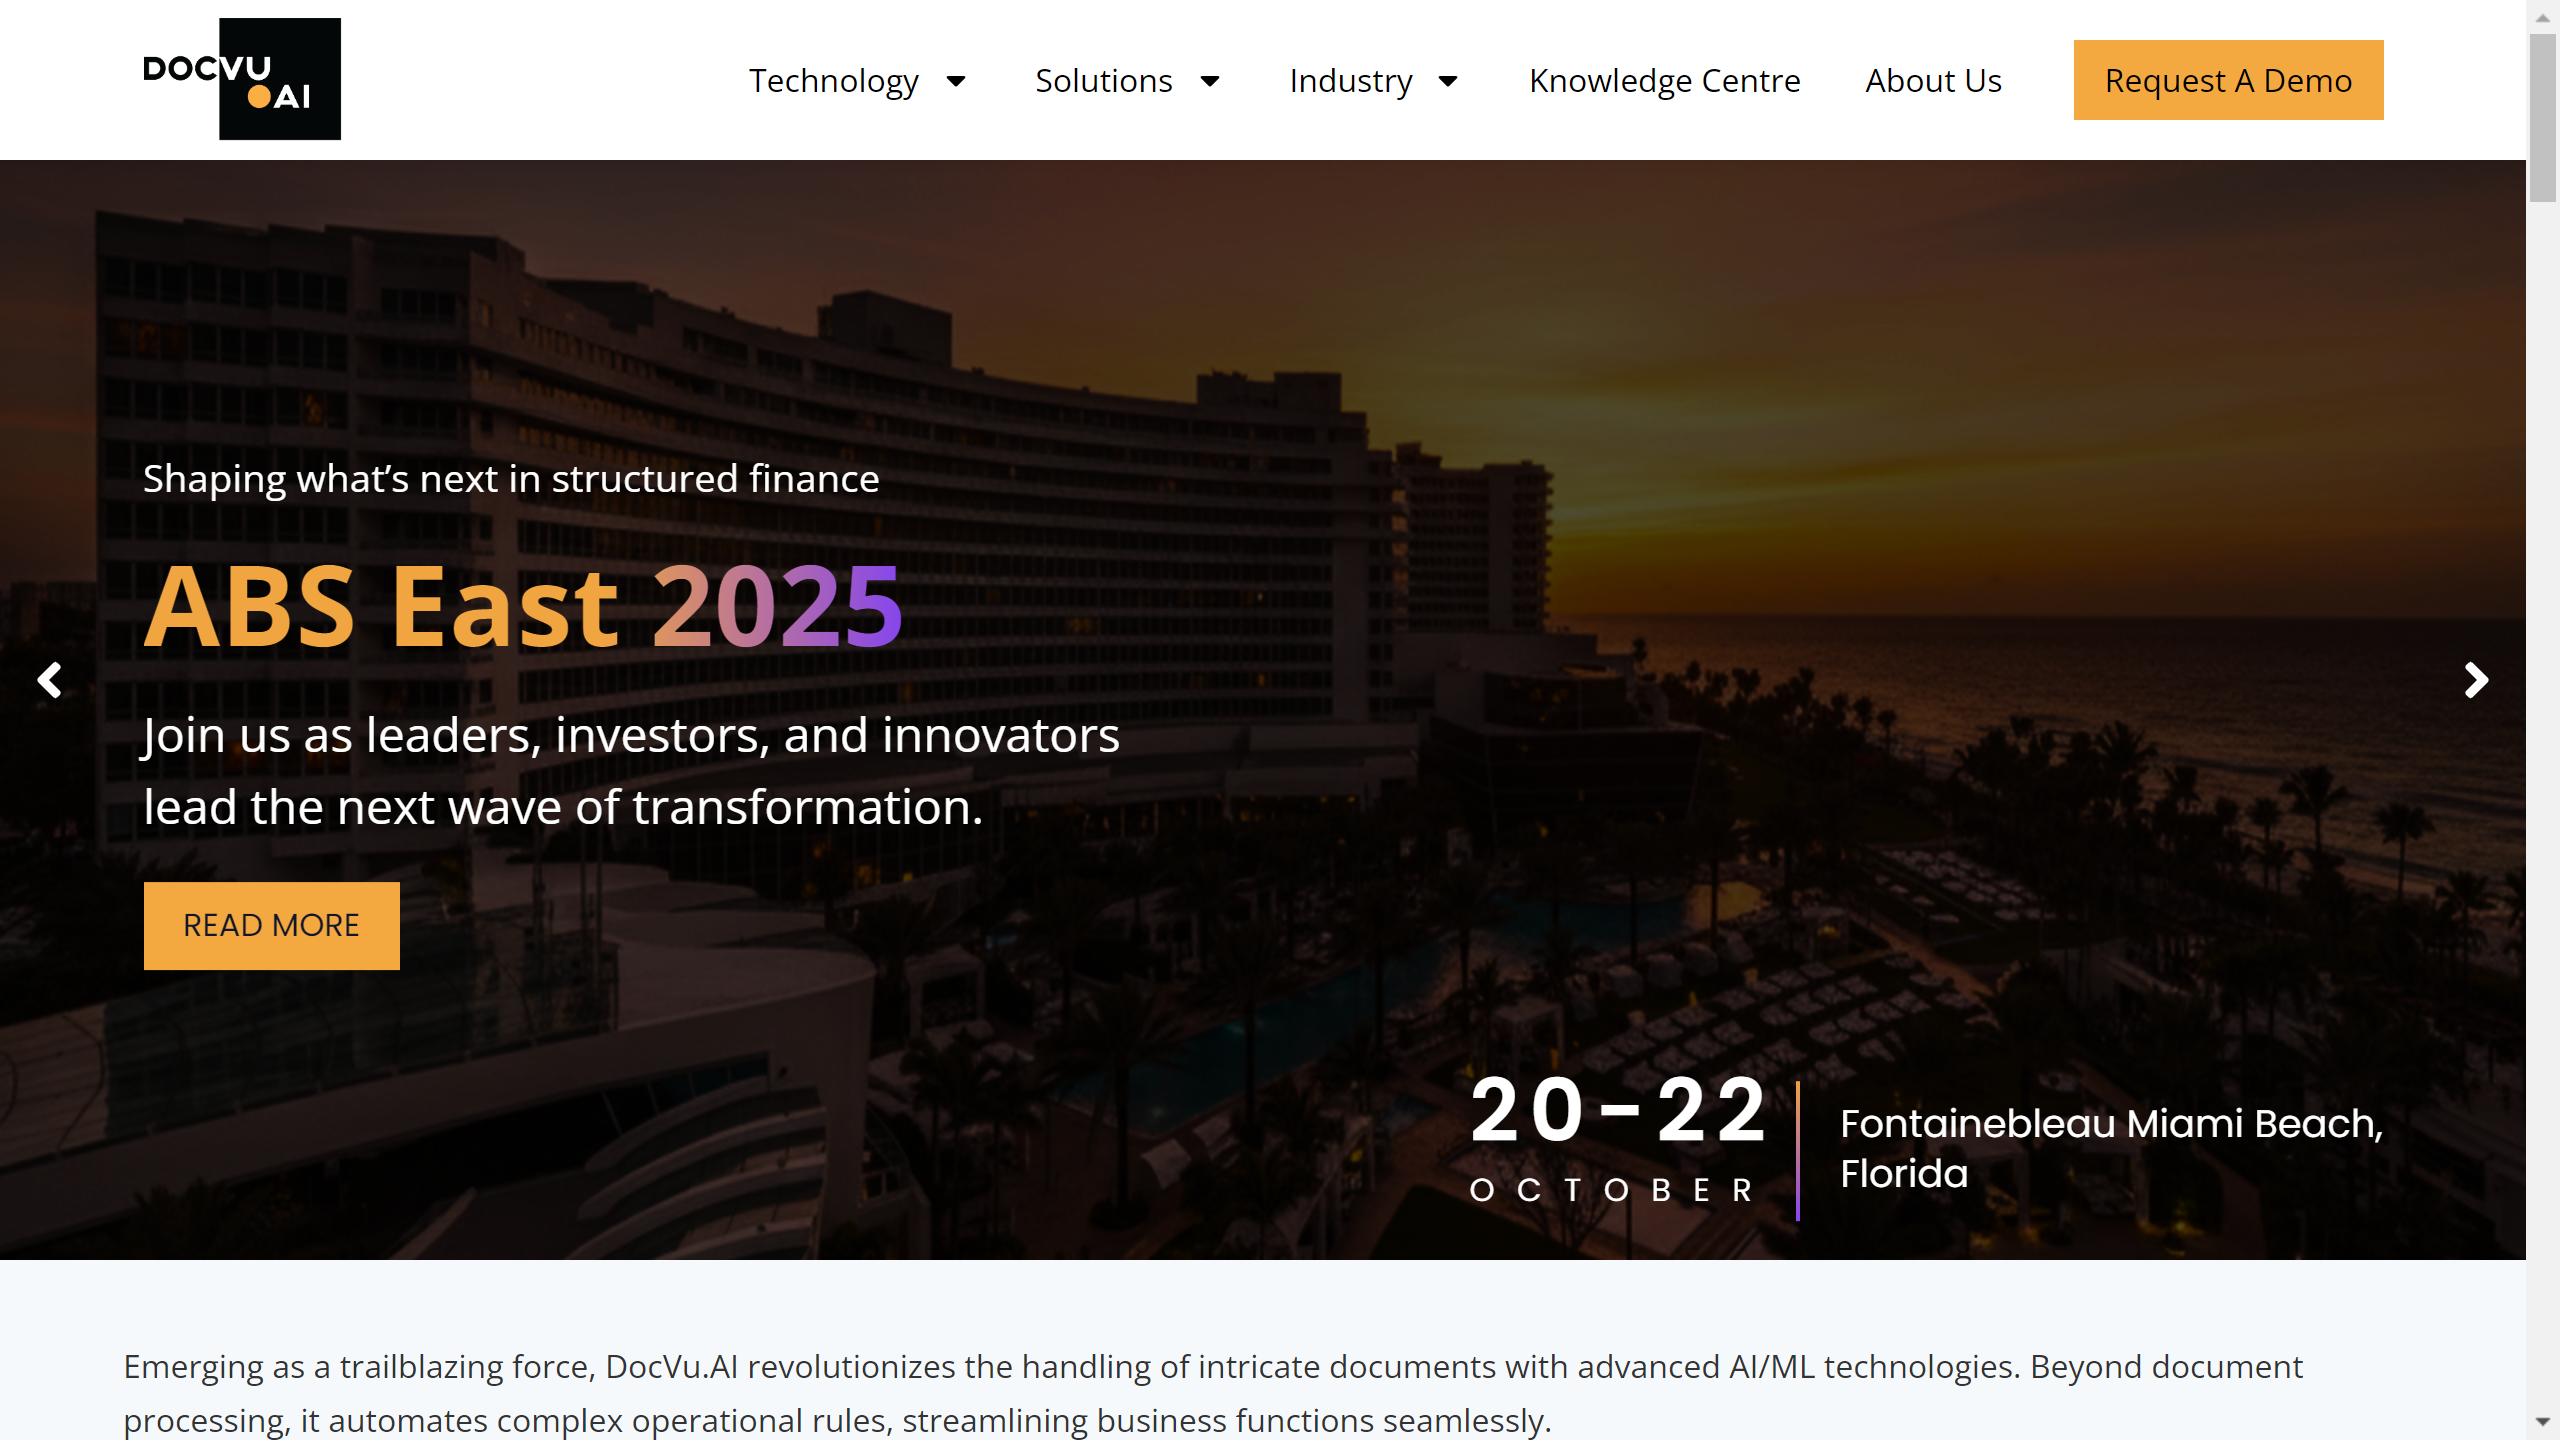 DOCVU
AI
Technology
Solutions
Industry
Knowledge Centre
About Us
Request A Demo
Shaping what’s next in structured finance
ABS East 2025
Join us as leaders, investors, and innovators
lead the next wave of transformation.
READ MORE
20-22
OCTOBER
Fontainebleau Miami Beach,
Florida
Emerging as a trailblazing force, DocVu.AI revolutionizes the handling of intricate documents with advanced AI/ML technologies. Beyond document
processing, it automates complex operational rules, streamlining business functions seamlessly.